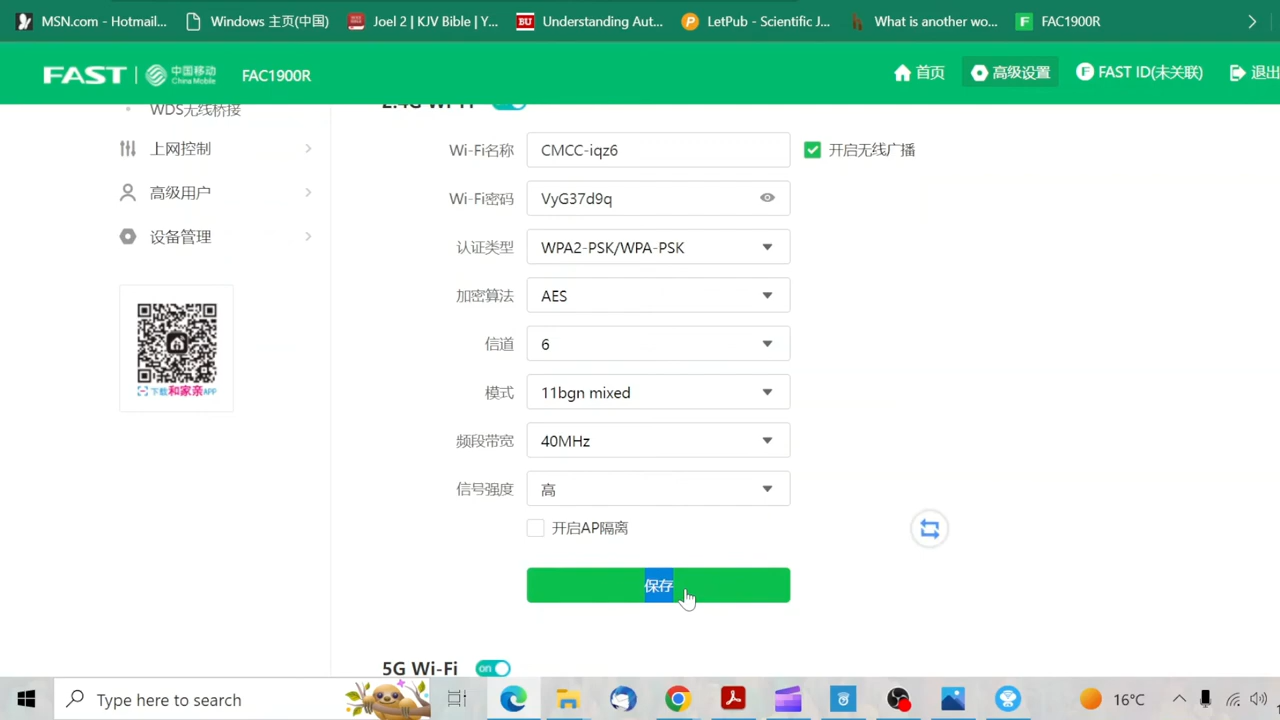 MSN.com - Hotmail... Windows 主页(中国) Joel 2 | KJV Bible | Y... BU Understanding Aut... LetPub - Scientific J... What is another wo... F FAC1900R
FAST 中国移动 China Mobile FAC1900R 首页 高级设置 F FAST ID(未关联) 退出
WDS无线桥接
上网控制
高级用户
设备管理
下载和家亲APP
2.4G Wi-Fi
Wi-Fi名称 CMCC-iqz6 开启无线广播
Wi-Fi密码 VyG37d9q
认证类型 WPA2-PSK/WPA-PSK
加密算法 AES
信道 6
模式 11bgn mixed
频段带宽 40MHz
信号强度 高
开启AP隔离
保存
5G Wi-Fi on
Type here to search 16°C